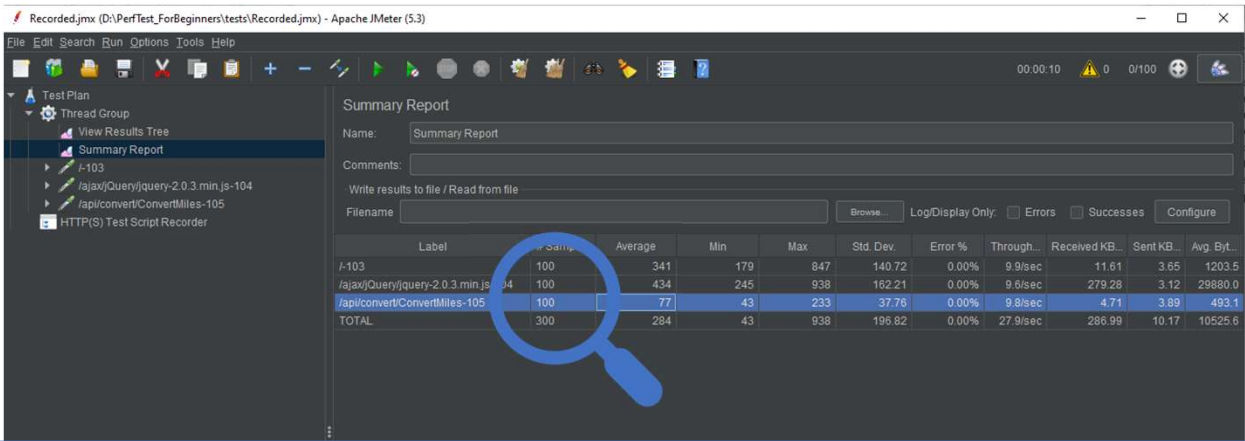 Recorded.jmx (D:\PerfTest_ForBeginners\tests\Recorded.jmx) - Apache JMeter (5.3)
File Edit Search Run Options Tools Help
00:00:10 0 0/100
Test Plan
Thread Group
View Results Tree
Summary Report
/-103
/ajax/jQuery/jquery-2.0.3.min.js-104
/api/convert/ConvertMiles-105
HTTP(S) Test Script Recorder
Summary Report
Name: Summary Report
Comments:
Write results to file / Read from file
Filename Browse... Log/Display Only: Errors Successes Configure
Label Average Min Max Std. Dev. Error % Through... Received KB... Sent KB... Avg. Byt...
/-103 100 341 179 847 140.72 0.00% 9.9/sec 11.61 3.65 1203.5
/ajax/jQuery/jquery-2.0.3.min.js 04 100 434 245 938 162.21 0.00% 9.6/sec 279.28 3.12 29880.0
/api/convert/ConvertMiles-105 100 77 43 233 37.76 0.00% 9.8/sec 4.71 3.89 493.1
TOTAL 300 284 43 938 196.82 0.00% 27.9/sec 286.99 10.17 10525.6